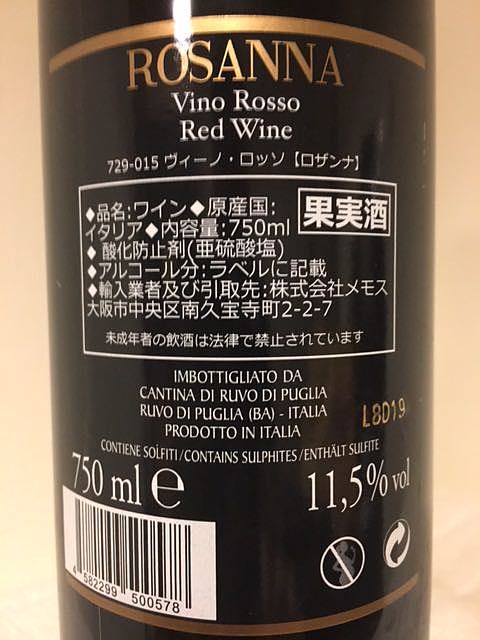 ROSANNA
Vino Rosso
Red Wine
729-015 ヴィーノ・ロッソ【ロザンナ】
◆品名:ワイン◆原産国:
イタリア◆内容量:750ml
果実酒
◆ 酸化防止剤(亜硫酸塩)
◆アルコール分:ラベルに記載
◆輸入業者及び引取先:株式会社メモス
大阪市中央区南久宝寺町2-2-7
未成年者の飲酒は法律で禁止されています
IMBOTTIGLIATO DA
CANTINA DI RUVO DI PUGLIA
RUVO DI PUGLIA (BA) - ITALIA
PRODOTTO IN ITALIA
L8D19
CONTIENE SOLFITI/CONTAINS SULPHITES/ENTHÄLT SULFITE
750 ml ℮
11,5% vol
4 582299 500578